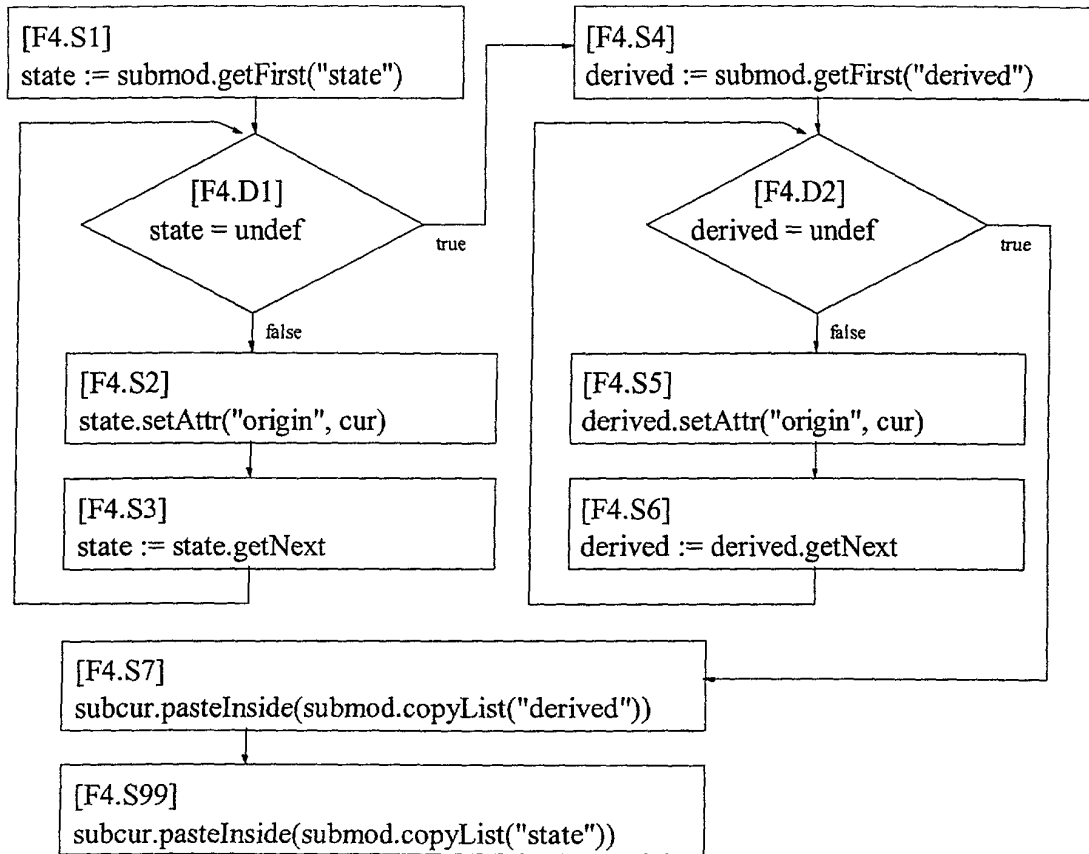 [F4.S1]
state := submod.getFirst("state")
[F4.D1]
state = undef
true
false
[F4.S2]
state.setAttr("origin", cur)
[F4.S3]
state := state.getNext
[F4.S4]
derived := submod.getFirst("derived")
[F4.D2]
derived = undef
true
false
[F4.S5]
derived.setAttr("origin", cur)
[F4.S6]
derived := derived.getNext
[F4.S7]
subcur.pasteInside(submod.copyList("derived"))
[F4.S99]
subcur.pasteInside(submod.copyList("state"))